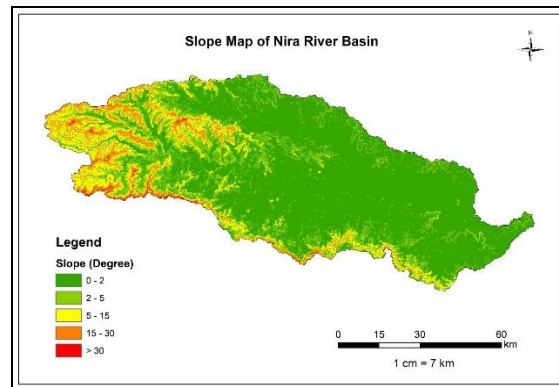 Slope Map of Nira River Basin
N
Legend
Slope (Degree)
0 - 2
2 - 5
5 - 15
15 - 30
> 30
0 15 30 60
km
1 cm = 7 km